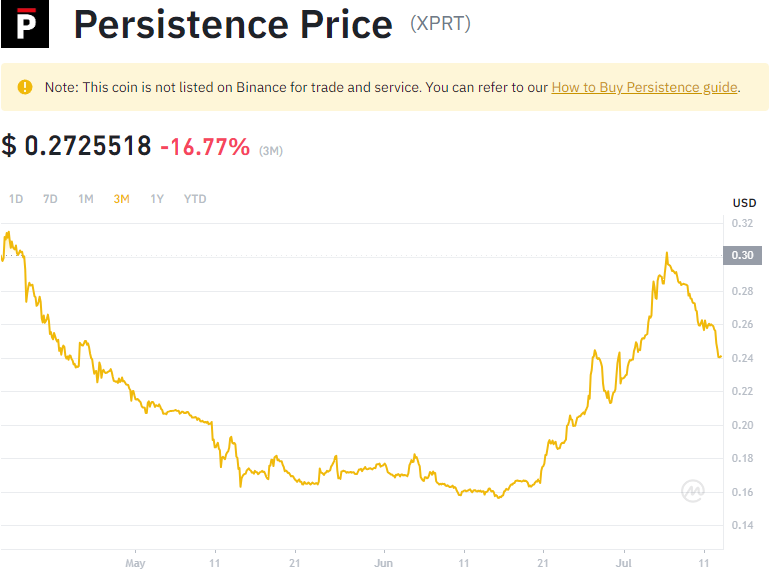 P
Persistence Price (XPRT)
Note: This coin is not listed on Binance for trade and service. You can refer to our How to Buy Persistence guide.
$ 0.2725518 -16.77% (3M)
1D 7D 1M 3M 1Y YTD
USD
0.32
0.30
0.28
0.26
0.24
0.22
0.20
0.18
0.16
0.14
May 11 21 Jun 11 21 Jul 11